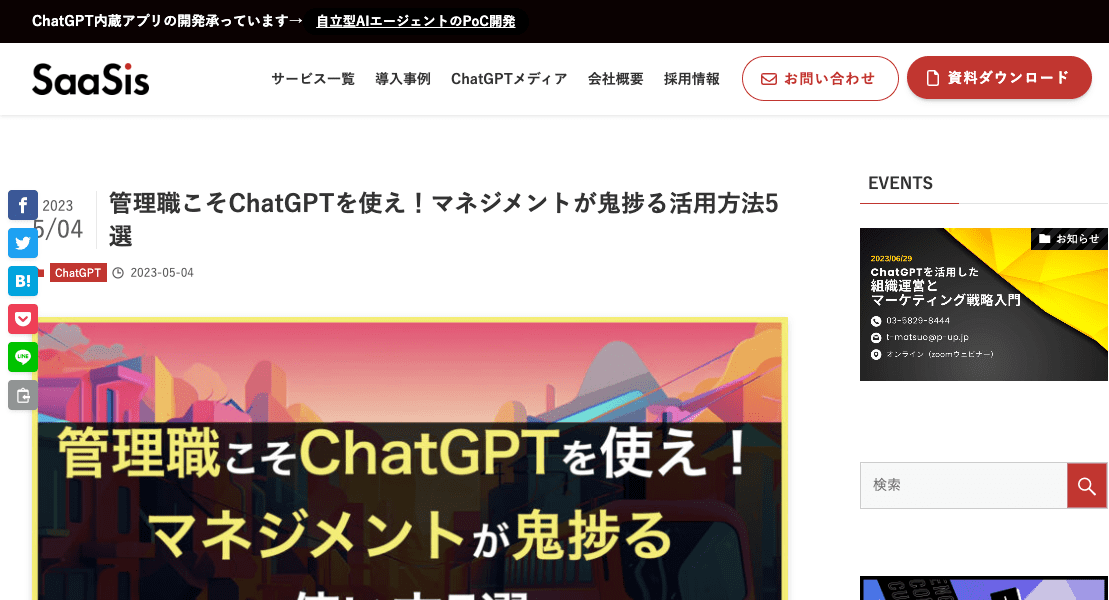 ChatGPT内蔵アプリの開発承っています→ 自立型AIエージェントのPoC開発
SaaSis
サービス一覧 導入事例 ChatGPTメディア 会社概要 採用情報 お問い合わせ 資料ダウンロード
2023
5/04
管理職こそChatGPTを使え！マネジメントが鬼捗る活用方法5
選
ChatGPT 2023-05-04
B!
LINE
管理職こそChatGPTを使え！
マネジメントが鬼捗る
EVENTS
お知らせ
2023/06/29
ChatGPTを活用した
組織運営と
マーケティング戦略入門
03-5829-8444
t-matsuo@p-up.jp
オンライン（zoomウェビナー）
検索